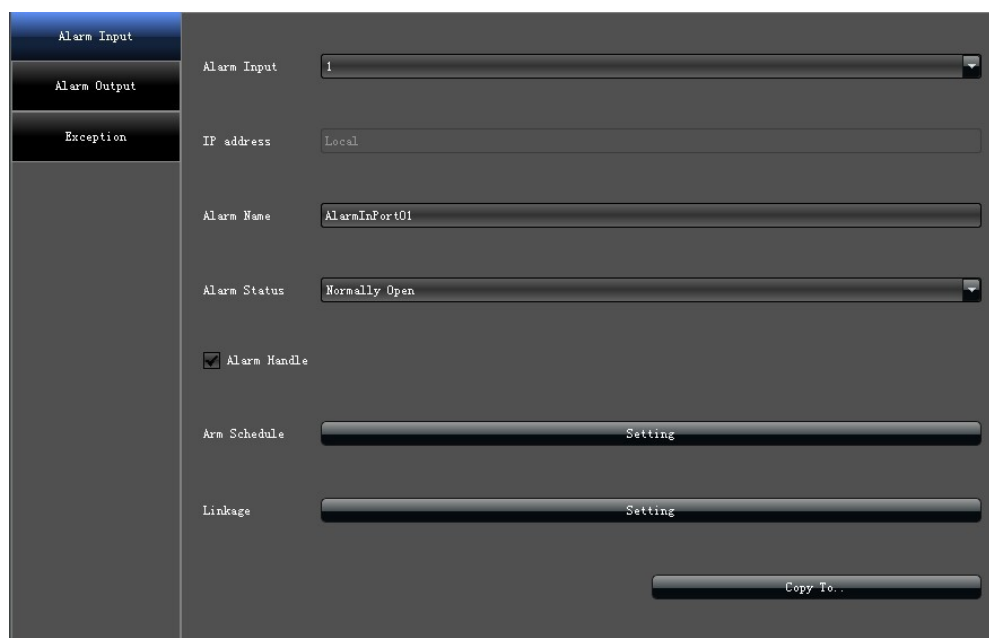 Alarm Input
Alarm Output
Exception
Alarm Input 1
IP address Local
Alarm Name AlarmInPort01
Alarm Status Normally Open
Alarm Handle
Arm Schedule Setting
Linkage Setting
Copy To..